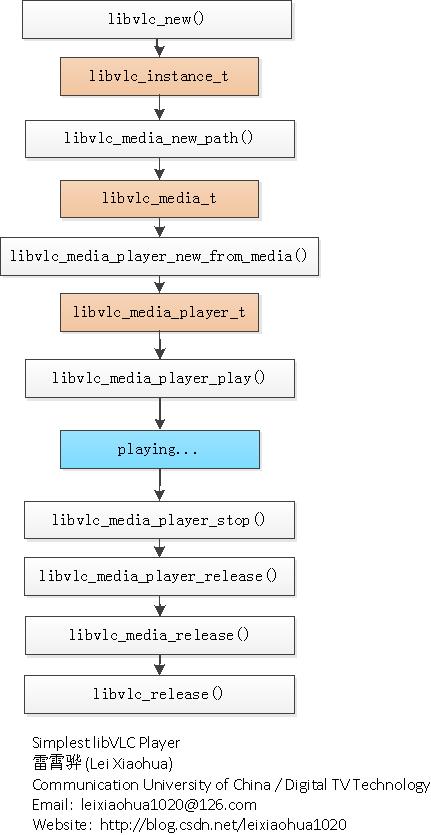 libvlc_new()
libvlc_instance_t
libvlc_media_new_path()
libvlc_media_t
libvlc_media_player_new_from_media()
libvlc_media_player_t
libvlc_media_player_play()
playing...
libvlc_media_player_stop()
libvlc_media_player_release()
libvlc_media_release()
libvlc_release()
Simplest libVLC Player
雷霄骅 (Lei Xiaohua)
Communication University of China / Digital TV Technology
Email: leixiaohua1020@126.com
Website: http://blog.csdn.net/leixiaohua1020